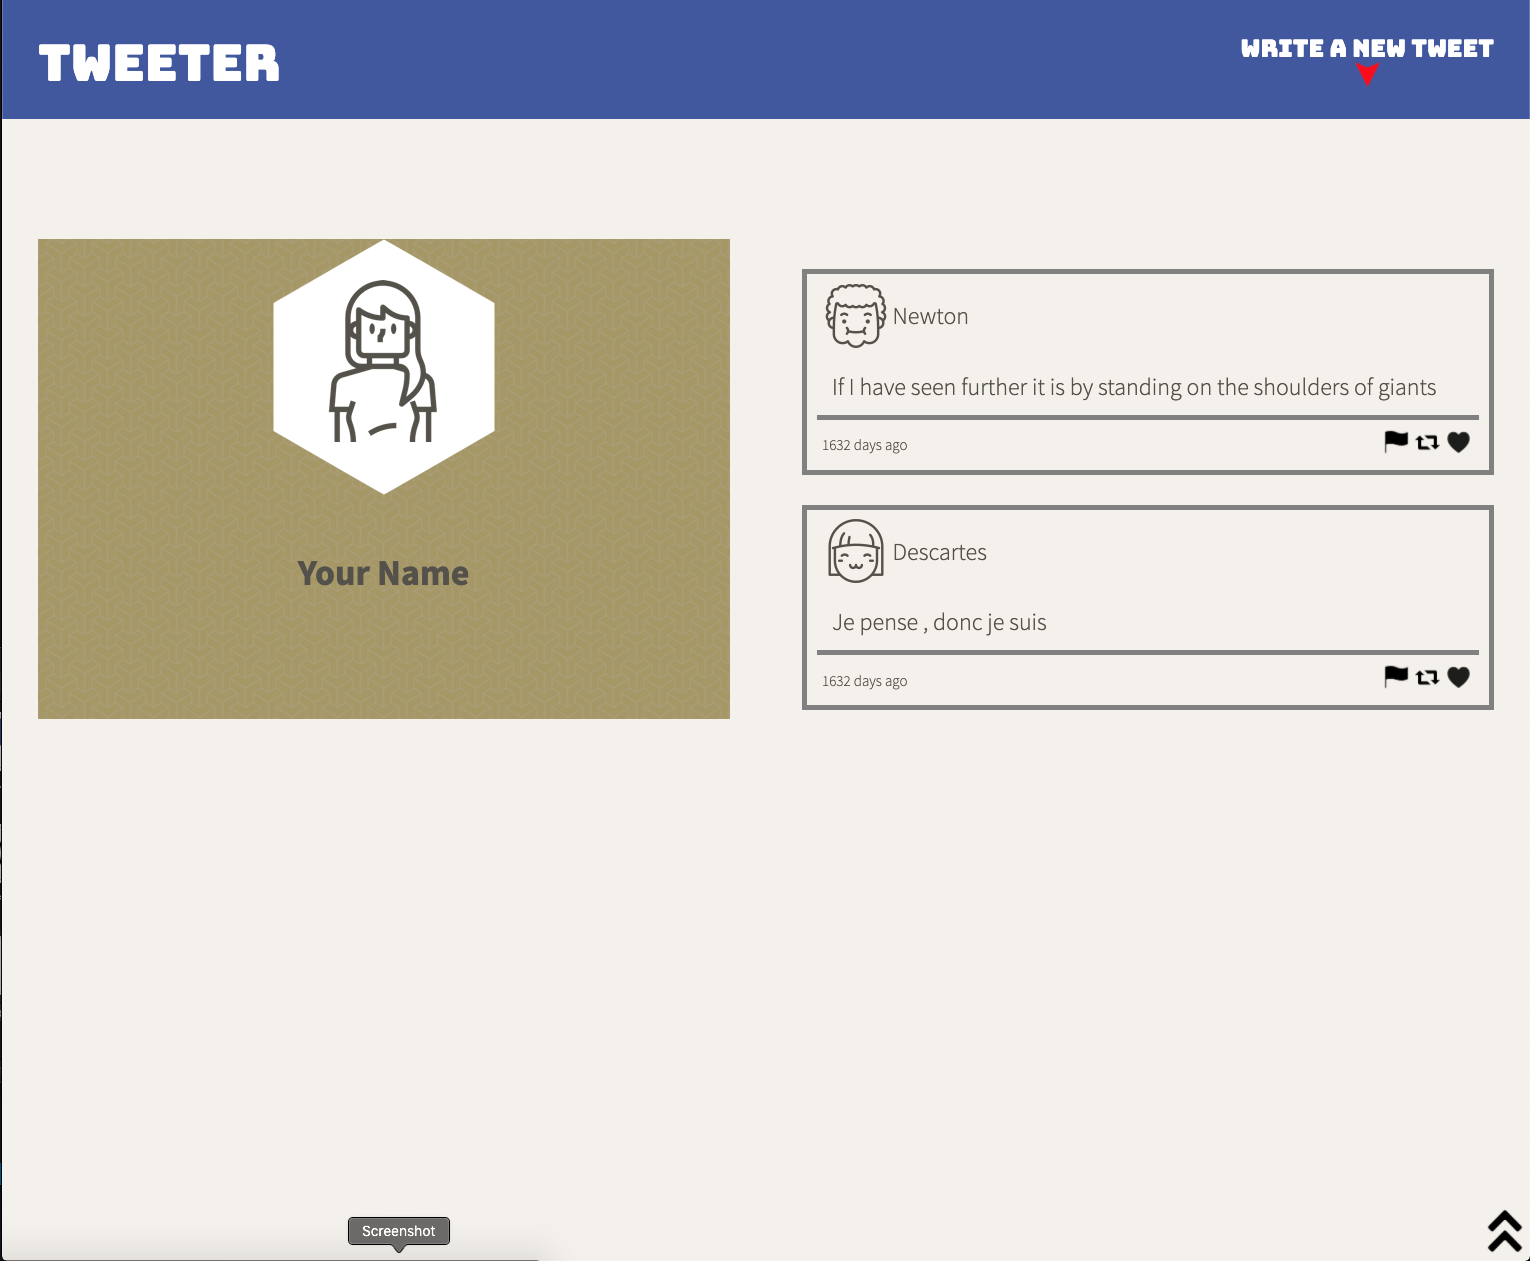 TWEETER
WRITE A NEW TWEET
Your Name
Newton
If I have seen further it is by standing on the shoulders of giants
1632 days ago
Descartes
Je pense , donc je suis
1632 days ago
Screenshot